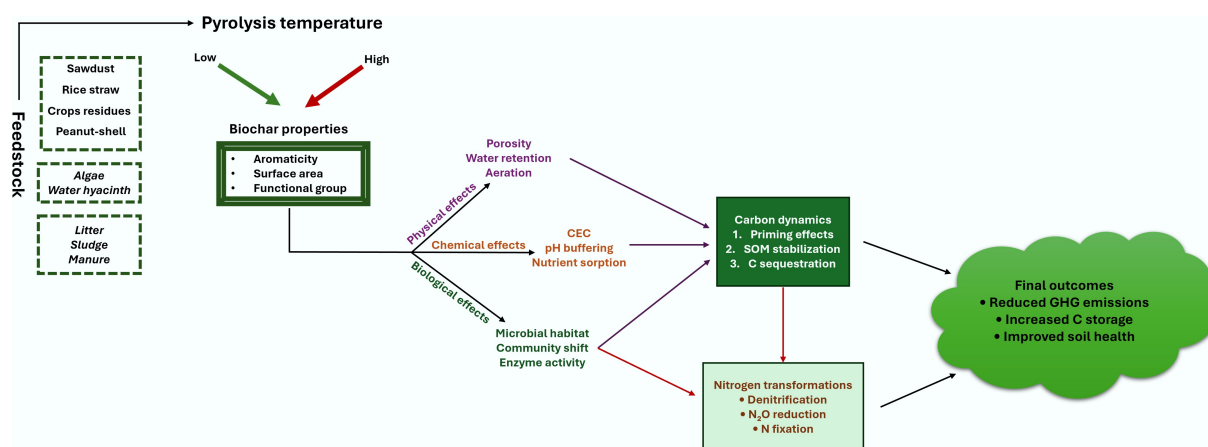 Pyrolysis temperature
Low
High
Feedstock
Sawdust
Rice straw
Crops residues
Peanut-shell
Algae
Water hyacinth
Litter
Sludge
Manure
Biochar properties
• Aromaticity
• Surface area
• Functional group
Physical effects
Chemical effects
Biological effects
Porosity
Water retention
Aeration
CEC
pH buffering
Nutrient sorption
Microbial habitat
Community shift
Enzyme activity
Carbon dynamics
1. Priming effects
2. SOM stabilization
3. C sequestration
Nitrogen transformations
• Denitrification
• N₂O reduction
• N fixation
Final outcomes
• Reduced GHG emissions
• Increased C storage
• Improved soil health